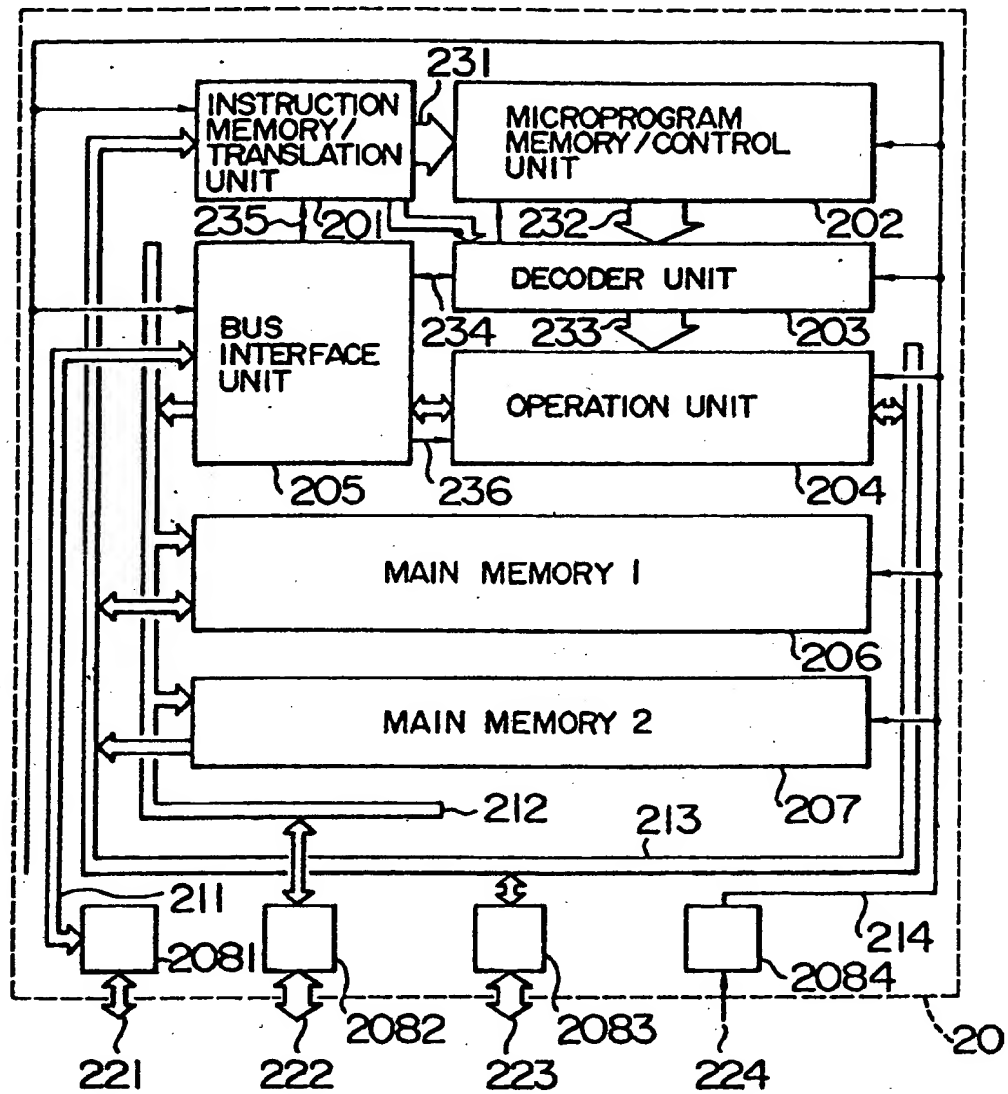 231
INSTRUCTION
MEMORY/
TRANSLATION
UNIT
MICROPROGRAM
MEMORY/CONTROL
UNIT
235
201
232
202
DECODER UNIT
234
233
203
BUS
INTERFACE
UNIT
OPERATION UNIT
205
236
204
MAIN MEMORY 1
206
MAIN MEMORY 2
207
212
213
211
214
2081
2082
2083
2084
20
221
222
223
224